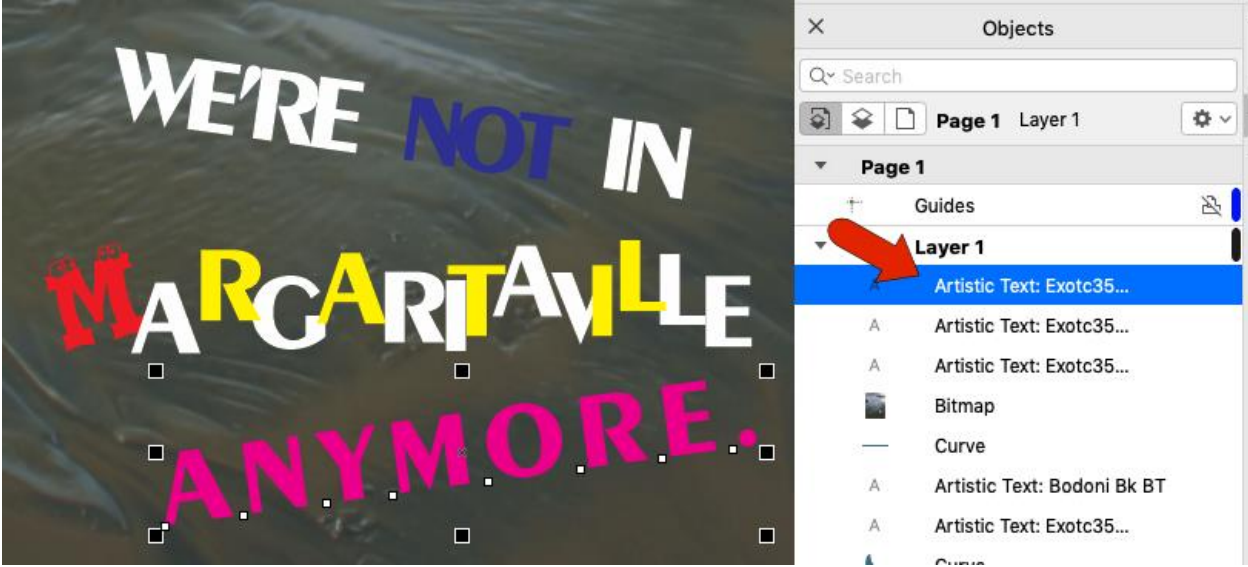 WE'RE NOT IN
MARGARITAVILLE
ANYMORE.
Objects
Search
Page 1 Layer 1
Page 1
Guides
Layer 1
Artistic Text: Exotc35...
Artistic Text: Exotc35...
Artistic Text: Exotc35...
Bitmap
Curve
Artistic Text: Bodoni Bk BT
Artistic Text: Exotc35...
Curve